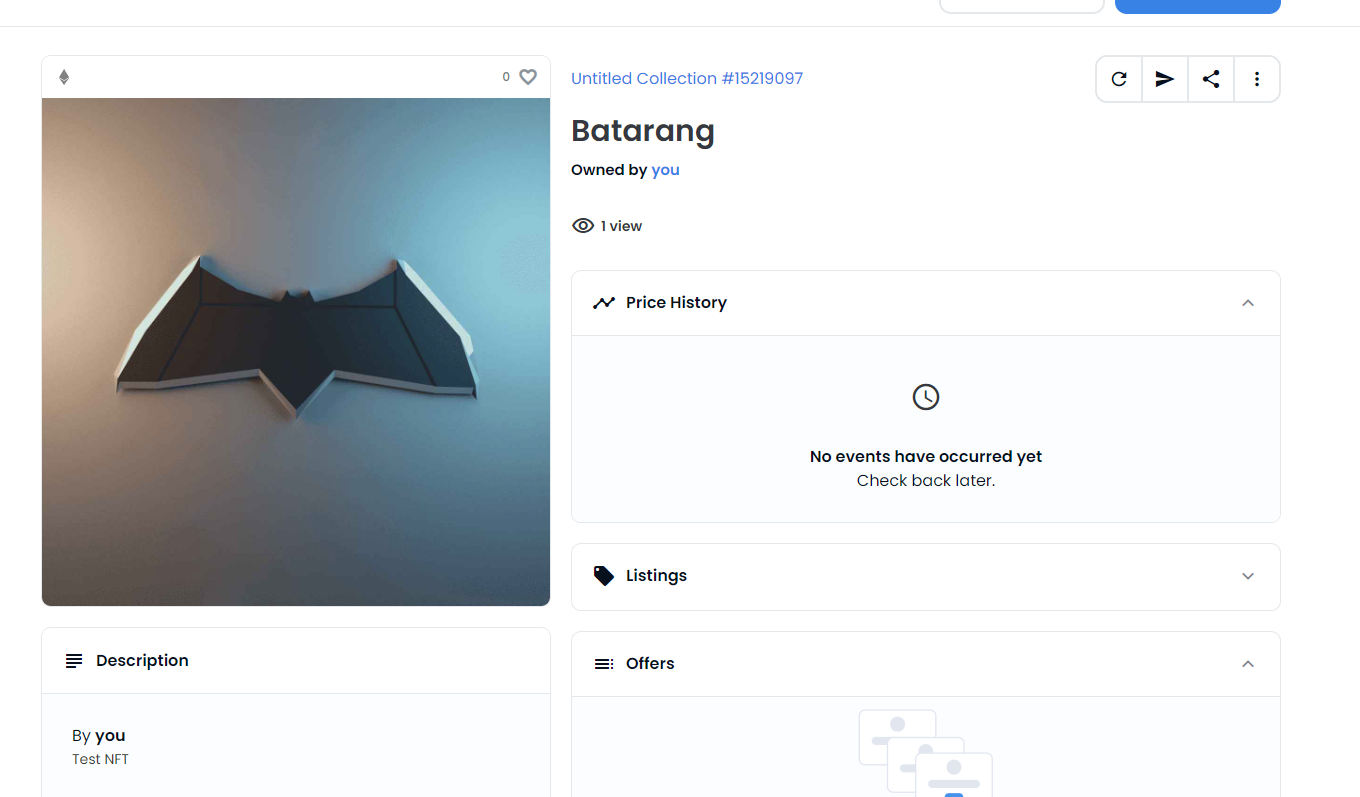 0
Untitled Collection #15219097
Batarang
Owned by you
1 view
Price History
No events have occurred yet
Check back later.
Listings
Offers
Description
By you
Test NFT